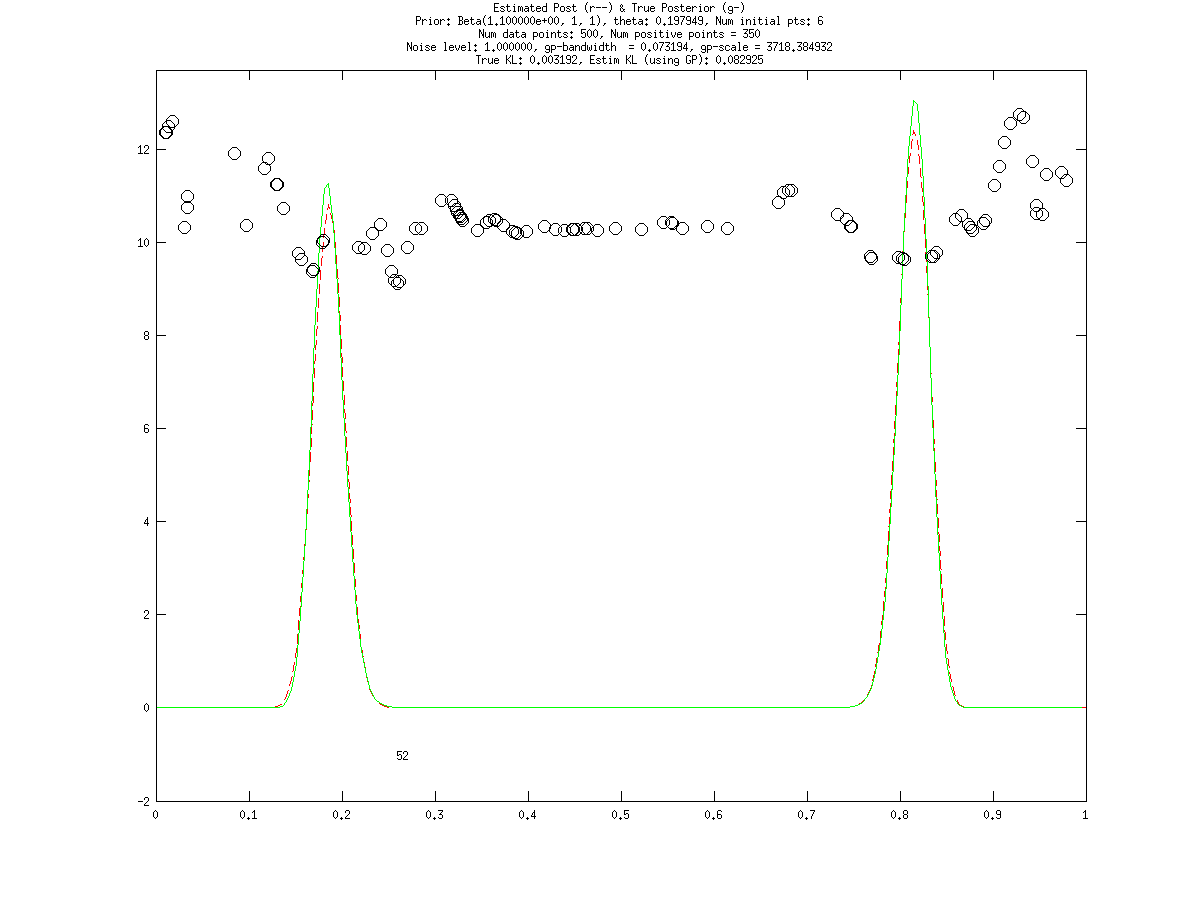 Estimated Post (r--) & True Posterior (g-)
Prior: Beta(1.100000e+00, 1, 1), theta: 0.197949, Num initial pts: 6
Num data points: 500, Num positive points = 350
Noise level: 1.000000, gp-bandwidth  = 0.073194, gp-scale = 3718.384932
True KL: 0.003192, Estim KL (using GP): 0.082925
12
10
8
6
4
2
0
52
-2
0 0.1 0.2 0.3 0.4 0.5 0.6 0.7 0.8 0.9 1